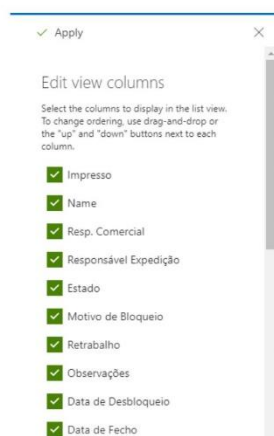 Apply
Edit view columns
Select the columns to display in the list view.
To change ordering, use drag-and-drop or
the "up" and "down" buttons next to each
column.
Impresso
Name
Resp. Comercial
Responsável Expedição
Estado
Motivo de Bloqueio
Retrabalho
Observações
Data de Desbloqueio
Data de Fecho